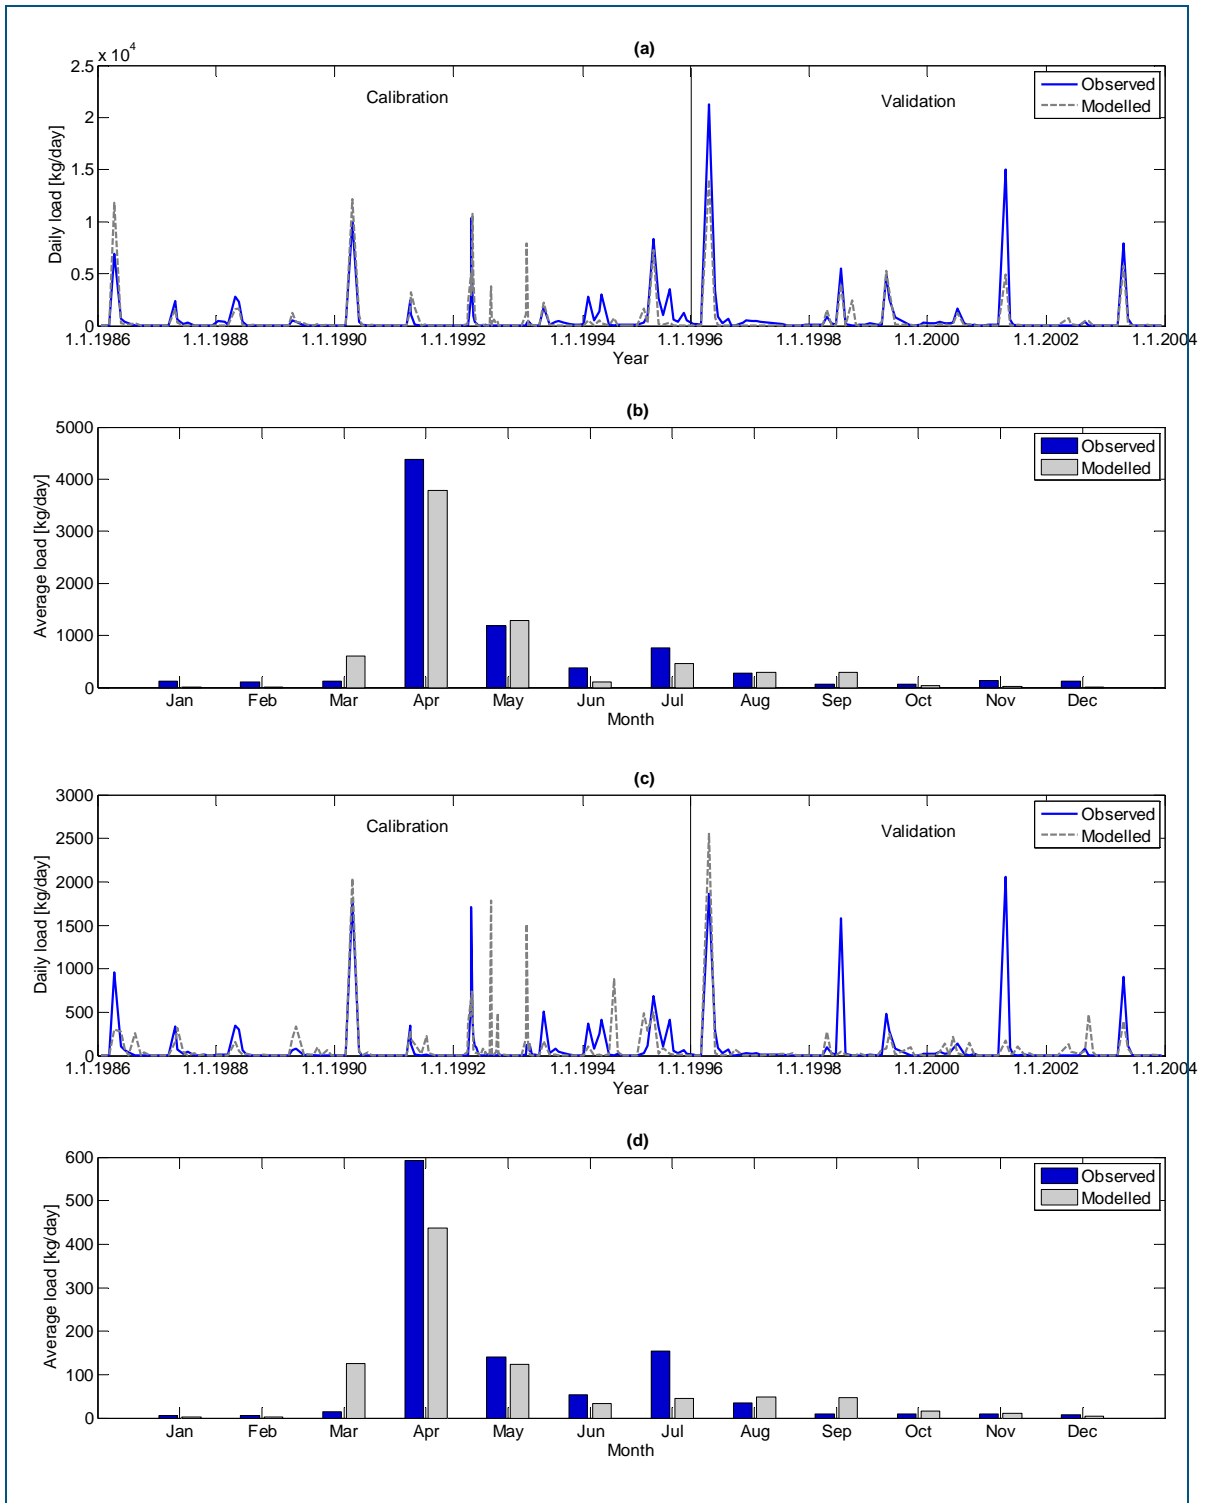 (a)
x 10^4
2.5
2
1.5
1
0.5
0
Daily load [kg/day]
Calibration
Validation
Observed
Modelled
1.1.1986
1.1.1988
1.1.1990
1.1.1992
1.1.1994
1.1.1996
1.1.1998
1.1.2000
1.1.2002
1.1.2004
Year
(b)
5000
4000
3000
2000
1000
0
Average load [kg/day]
Observed
Modelled
Jan
Feb
Mar
Apr
May
Jun
Jul
Aug
Sep
Oct
Nov
Dec
Month
(c)
3000
2500
2000
1500
1000
500
0
Daily load [kg/day]
Calibration
Validation
Observed
Modelled
1.1.1986
1.1.1988
1.1.1990
1.1.1992
1.1.1994
1.1.1996
1.1.1998
1.1.2000
1.1.2002
1.1.2004
Year
(d)
600
500
400
300
200
100
0
Average load [kg/day]
Observed
Modelled
Jan
Feb
Mar
Apr
May
Jun
Jul
Aug
Sep
Oct
Nov
Dec
Month